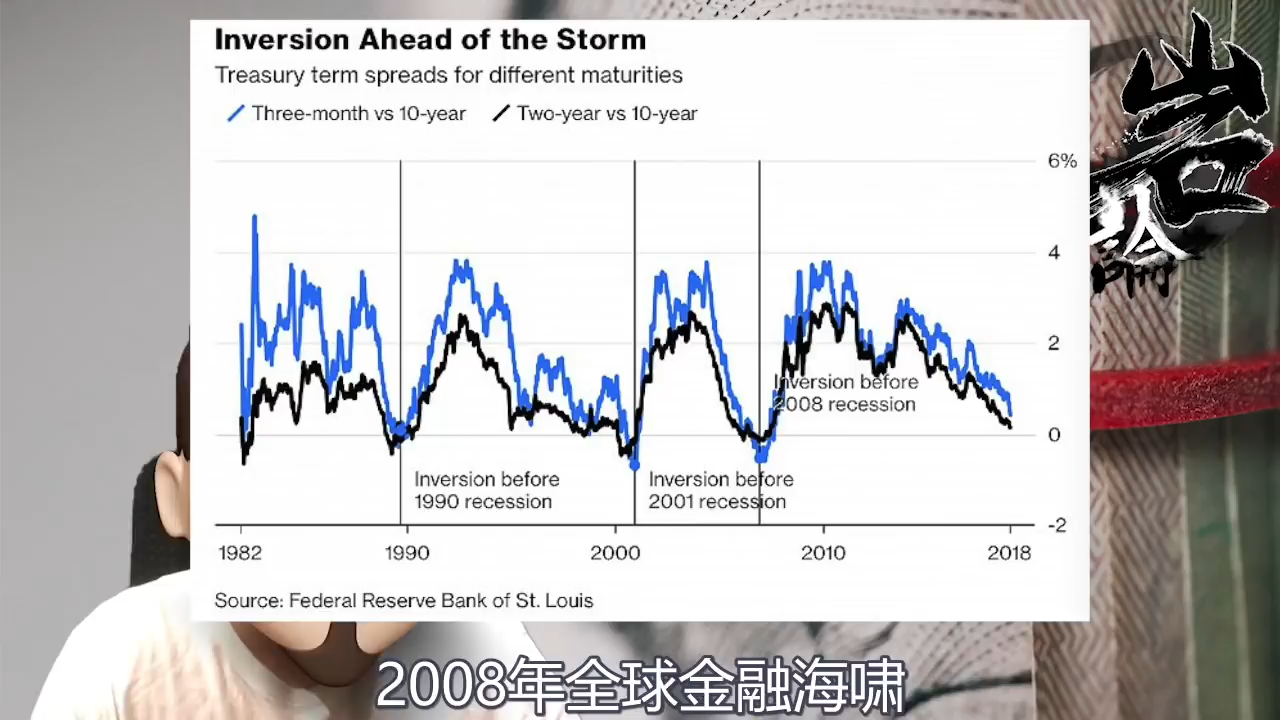 Inversion Ahead of the Storm
Treasury term spreads for different maturities
Three-month vs 10-year
Two-year vs 10-year
6%
4
2
0
-2
Inversion before
2008 recession
Inversion before
1990 recession
Inversion before
2001 recession
1982
1990
2000
2010
2018
Source: Federal Reserve Bank of St. Louis
2008年全球金融海啸
岩